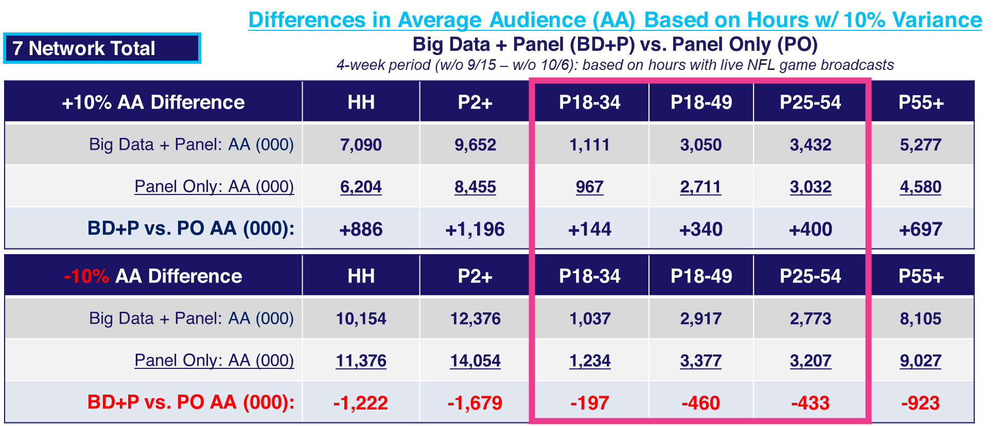 Differences in Average Audience (AA) Based on Hours w/ 10% Variance
7 Network Total
Big Data + Panel (BD+P) vs. Panel Only (PO)
4-week period (w/o 9/15 – w/o 10/6): based on hours with live NFL game broadcasts
+10% AA Difference HH P2+ P18-34 P18-49 P25-54 P55+
Big Data + Panel: AA (000) 7,090 9,652 1,111 3,050 3,432 5,277
Panel Only: AA (000) 6,204 8,455 967 2,711 3,032 4,580
BD+P vs. PO AA (000): +886 +1,196 +144 +340 +400 +697
-10% AA Difference HH P2+ P18-34 P18-49 P25-54 P55+
Big Data + Panel: AA (000) 10,154 12,376 1,037 2,917 2,773 8,105
Panel Only: AA (000) 11,376 14,054 1,234 3,377 3,207 9,027
BD+P vs. PO AA (000): -1,222 -1,679 -197 -460 -433 -923